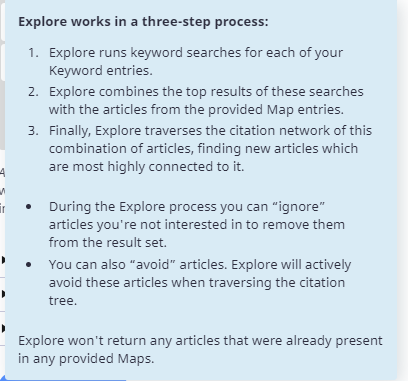 Explore works in a three-step process:
1. Explore runs keyword searches for each of your
Keyword entries.
2. Explore combines the top results of these searches
with the articles from the provided Map entries.
3. Finally, Explore traverses the citation network of this
combination of articles, finding new articles which
are most highly connected to it.
• During the Explore process you can “ignore”
articles you're not interested in to remove them
from the result set.
• You can also “avoid” articles. Explore will actively
avoid these articles when traversing the citation
tree.
Explore won't return any articles that were already present
in any provided Maps.